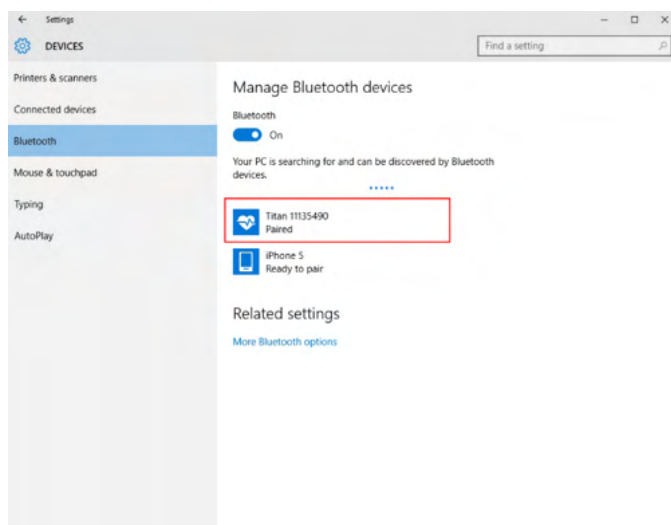 Settings
DEVICES
Find a setting
Printers & scanners
Connected devices
Bluetooth
Mouse & touchpad
Typing
AutoPlay
Manage Bluetooth devices
Bluetooth
On
Your PC is searching for and can be discovered by Bluetooth
devices.
Titan 11135490
Paired
iPhone 5
Ready to pair
Related settings
More Bluetooth options